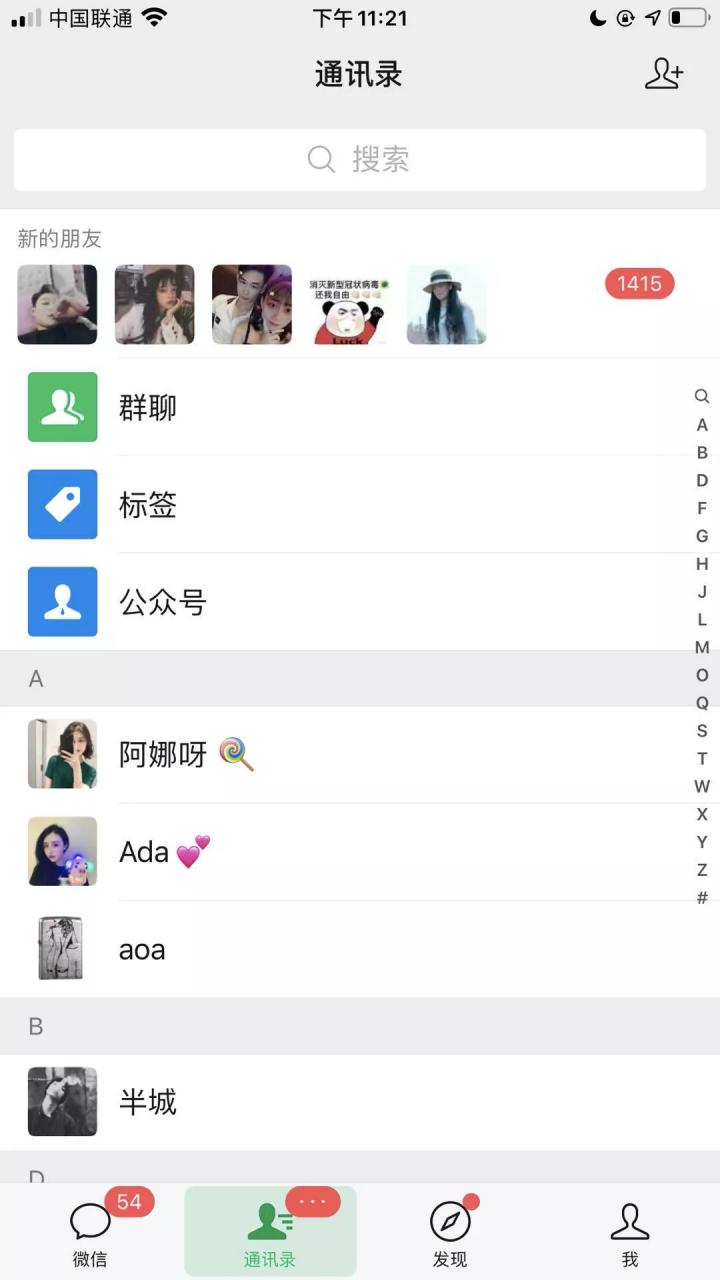 中国联通 下午11:21
通讯录
搜索
新的朋友
消灭新型冠状病毒
还我自由
Luck
1415
群聊
标签
公众号
A
阿娜呀 🍭
Ada 💕
aoa
B
半城
D
A
B
D
F
G
H
J
L
M
O
Q
S
T
W
X
Y
Z
#
54
···
微信 通讯录 发现 我